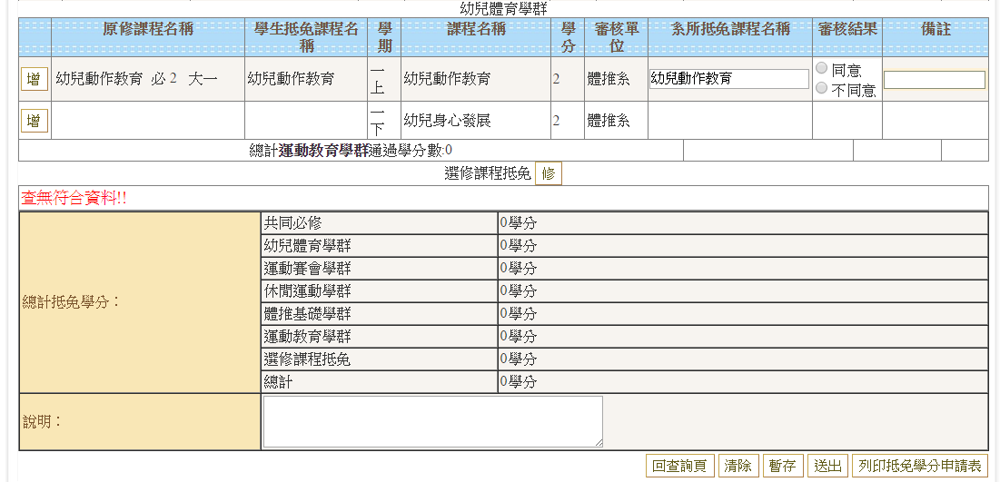 幼兒體育學群
原修課程名稱 學生抵免課程名稱 學期 課程名稱 學分 審核單位 系所抵免課程名稱 審核結果 備註
增 幼兒動作教育 必 2 大一 幼兒動作教育 一上 幼兒動作教育 2 體推系 幼兒動作教育 同意 不同意
增 一下 幼兒身心發展 2 體推系
總計運動教育學群通過學分數:0
選修課程抵免 修
查無符合資料!!
總計抵免學分：
共同必修 0學分
幼兒體育學群 0學分
運動賽會學群 0學分
休閒運動學群 0學分
體推基礎學群 0學分
運動教育學群 0學分
選修課程抵免 0學分
總計 0學分
說明：
回查詢頁 清除 暫存 送出 列印抵免學分申請表